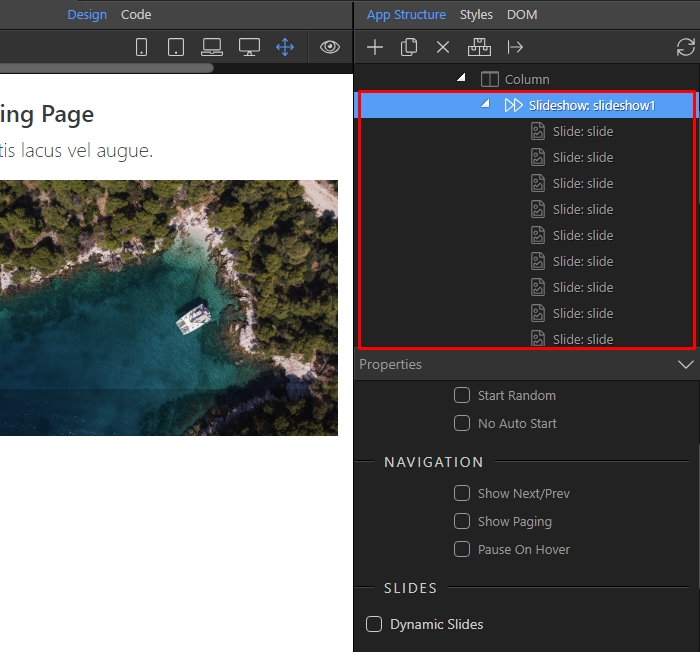 Design Code
App Structure Styles DOM
Column
Slideshow: slideshow1
Slide: slide
Slide: slide
Slide: slide
Slide: slide
Slide: slide
Slide: slide
Slide: slide
Slide: slide
Slide: slide
ing Page
tis lacus vel augue.
Properties
Start Random
No Auto Start
NAVIGATION
Show Next/Prev
Show Paging
Pause On Hover
SLIDES
Dynamic Slides